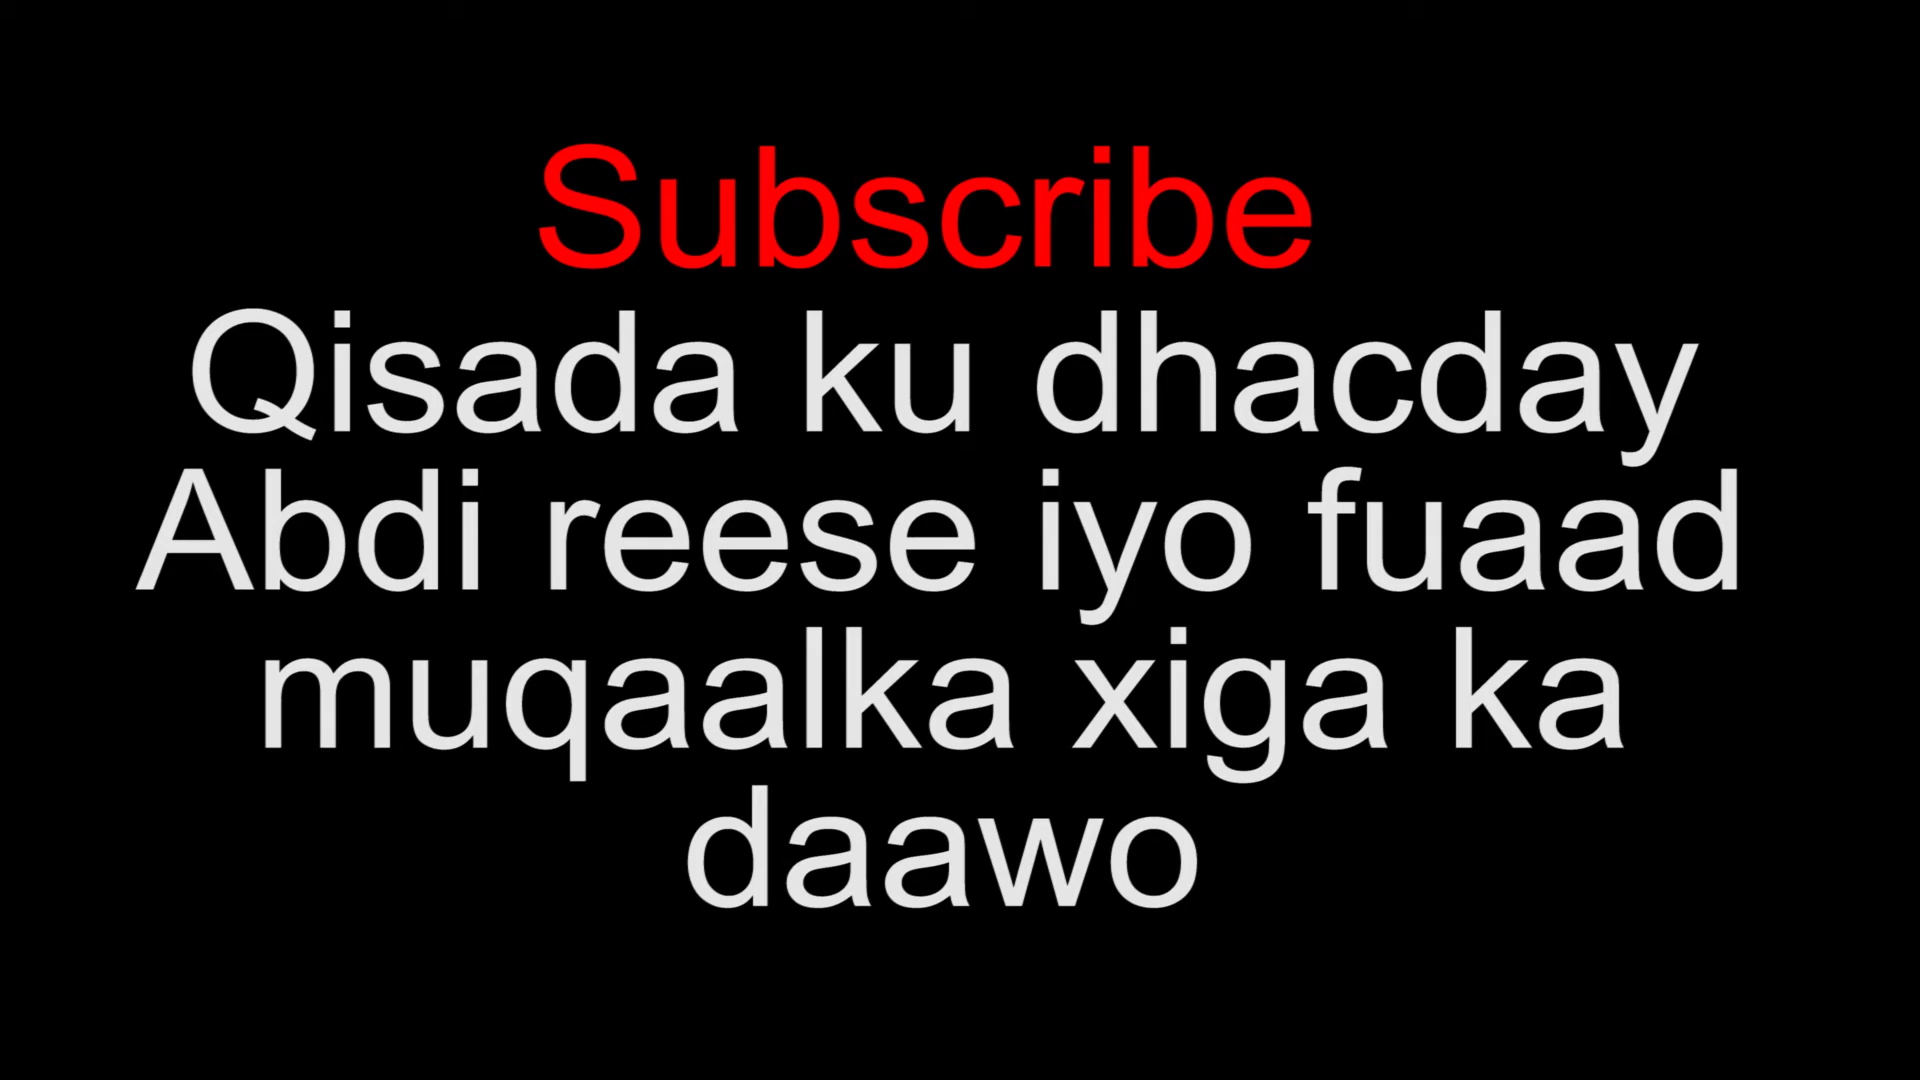 Subscribe
Qisada ku dhacday
Abdi reese iyo fuaad
muqaalka xiga ka
daawo